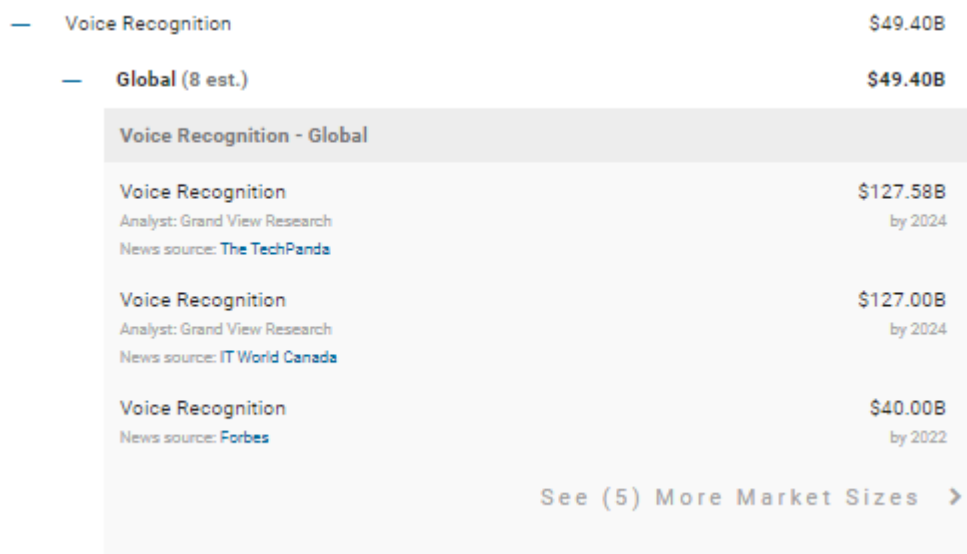 — Voice Recognition $49.40B
— Global (8 est.) $49.40B
Voice Recognition - Global
Voice Recognition $127.58B
Analyst: Grand View Research by 2024
News source: The TechPanda
Voice Recognition $127.00B
Analyst: Grand View Research by 2024
News source: IT World Canada
Voice Recognition $40.00B
News source: Forbes by 2022
See (5) More Market Sizes >